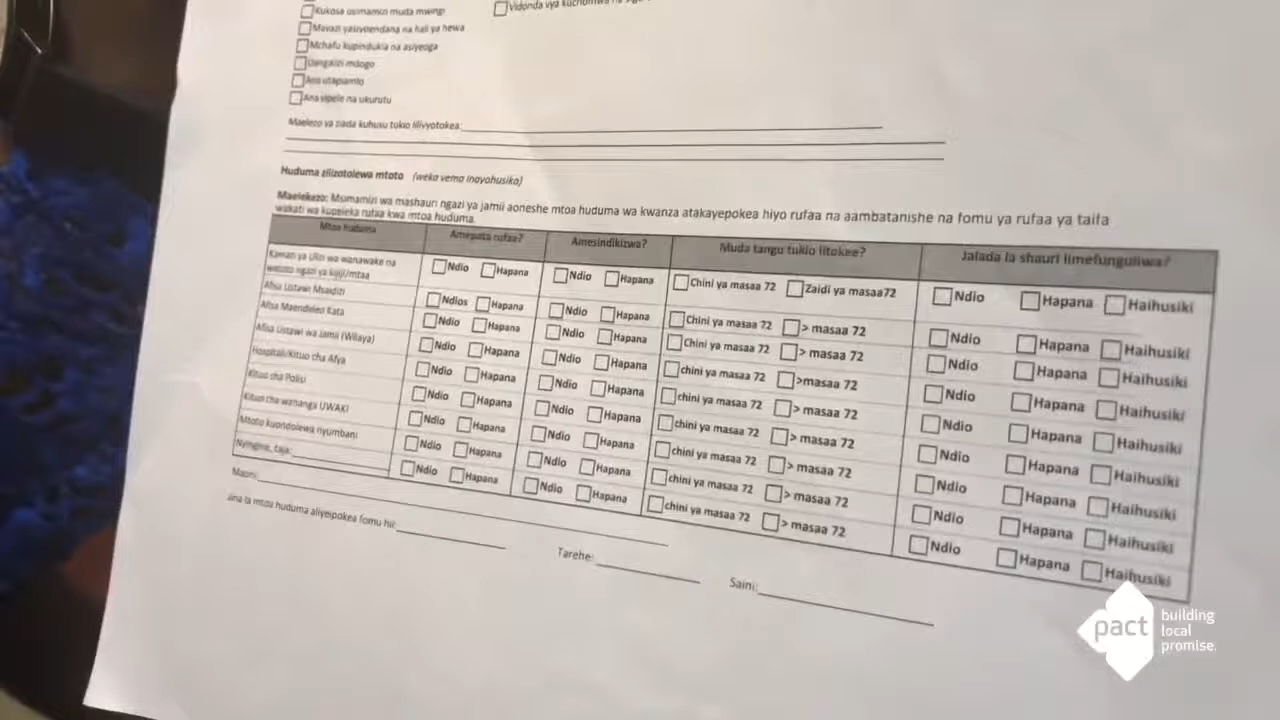 Kukosa usimamizi muda mwingi
Vidonda vya kuchomwa na
Mavazi yasiyoendana na hali ya hewa
Mchafu kupindukia na asiyeoga
Uangalizi mdogo
Ana utapiamlo
Ana vipele na ukurutu
Maelezo ya ziada kuhusu tukio lilivyotokea:
Huduma zilizotolewa mtoto (weka vema inayohusika)
Maelekezo: Msimamizi wa mashauri ngazi ya jamii aoneshe mtoa huduma wa kwanza atakayepokea hiyo rufaa na aambatanishe na fomu ya rufaa ya taifa
wakati wa kupeleka rufaa kwa mtoa huduma.
Mtoa huduma Amepata rufaa? Amesindikizwa? Muda tangu tukio litokee? Jalada la shauri limefunguliwa?
Kamati ya Ulizi wa wanawake na
watoto ngazi ya kijiji/mtaa Ndio Hapana Ndio Hapana Chini ya masaa 72 Zaidi ya masaa72 Ndio Hapana Haihusiki
Afisa Ustawi Msaidizi Ndios Hapana Ndio Hapana Chini ya masaa 72 > masaa 72 Ndio Hapana Haihusiki
Afisa Maendeleo Kata Ndio Hapana Ndio Hapana Chini ya masaa 72 > masaa 72 Ndio Hapana Haihusiki
Afisa Ustawi wa Jamii (Wilaya) Ndio Hapana Ndio Hapana chini ya masaa 72 >masaa 72 Ndio Hapana Haihusiki
Hospitali/Kituo cha Afya Ndio Hapana Ndio Hapana chini ya masaa 72 > masaa 72 Ndio Hapana Haihusiki
Kituo cha Polisi Ndio Hapana Ndio Hapana chini ya masaa 72 > masaa 72 Ndio Hapana Haihusiki
Kituo cha wahanga UWAKI Ndio Hapana Ndio Hapana chini ya masaa 72 > masaa 72 Ndio Hapana Haihusiki
Mtoto kuondolewa nyumbani Ndio Hapana Ndio Hapana chini ya masaa 72 > masaa 72 Ndio Hapana Haihusiki
Nyingine, taja: Ndio Hapana Ndio Hapana chini ya masaa 72 > masaa 72 Ndio Hapana Haihusiki
Maoni:
Jina la mtoa huduma aliyeipokea fomu hii: Tarehe: Saini:
pact
building
local
promise.